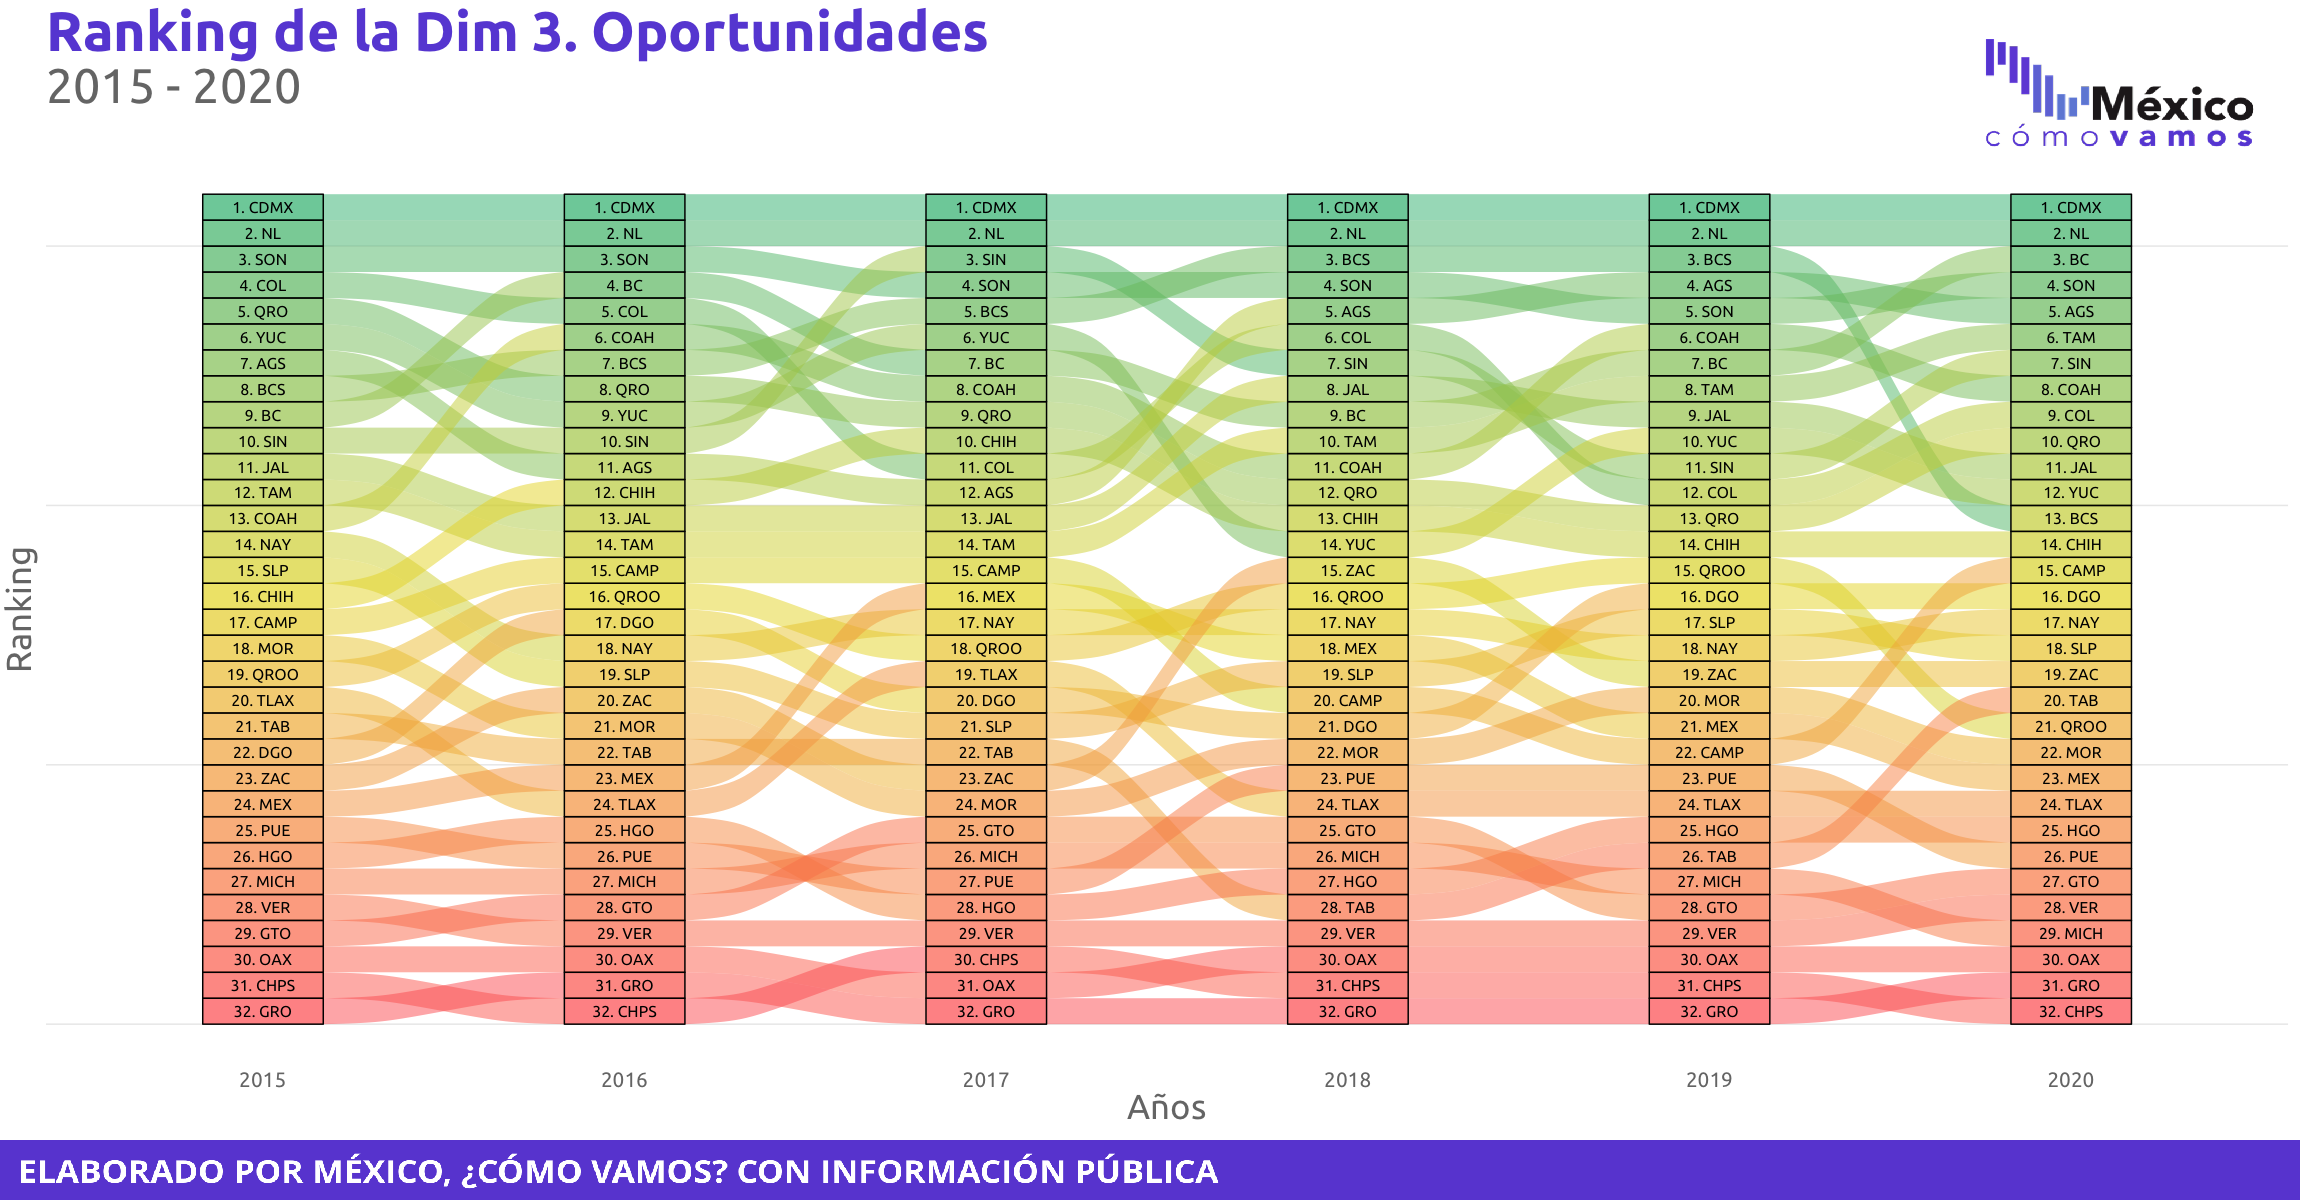 Ranking de la Dim 3. Oportunidades
2015 - 2020
México
cómovamos
Ranking
1. CDMX 1. CDMX 1. CDMX 1. CDMX 1. CDMX 1. CDMX
2. NL 2. NL 2. NL 2. NL 2. NL 2. NL
3. SON 3. SON 3. SIN 3. BCS 3. BCS 3. BC
4. COL 4. BC 4. SON 4. SON 4. AGS 4. SON
5. QRO 5. COL 5. BCS 5. AGS 5. SON 5. AGS
6. YUC 6. COAH 6. YUC 6. COL 6. COAH 6. TAM
7. AGS 7. BCS 7. BC 7. SIN 7. BC 7. SIN
8. BCS 8. QRO 8. COAH 8. JAL 8. TAM 8. COAH
9. BC 9. YUC 9. QRO 9. BC 9. JAL 9. COL
10. SIN 10. SIN 10. CHIH 10. TAM 10. YUC 10. QRO
11. JAL 11. AGS 11. COL 11. COAH 11. SIN 11. JAL
12. TAM 12. CHIH 12. AGS 12. QRO 12. COL 12. YUC
13. COAH 13. JAL 13. JAL 13. CHIH 13. QRO 13. BCS
14. NAY 14. TAM 14. TAM 14. YUC 14. CHIH 14. CHIH
15. SLP 15. CAMP 15. CAMP 15. ZAC 15. QROO 15. CAMP
16. CHIH 16. QROO 16. MEX 16. QROO 16. DGO 16. DGO
17. CAMP 17. DGO 17. NAY 17. NAY 17. SLP 17. NAY
18. MOR 18. NAY 18. QROO 18. MEX 18. NAY 18. SLP
19. QROO 19. SLP 19. TLAX 19. SLP 19. ZAC 19. ZAC
20. TLAX 20. ZAC 20. DGO 20. CAMP 20. MOR 20. TAB
21. TAB 21. MOR 21. SLP 21. DGO 21. MEX 21. QROO
22. DGO 22. TAB 22. TAB 22. MOR 22. CAMP 22. MOR
23. ZAC 23. MEX 23. ZAC 23. PUE 23. PUE 23. MEX
24. MEX 24. TLAX 24. MOR 24. TLAX 24. TLAX 24. TLAX
25. PUE 25. HGO 25. GTO 25. GTO 25. HGO 25. HGO
26. HGO 26. PUE 26. MICH 26. MICH 26. TAB 26. PUE
27. MICH 27. MICH 27. PUE 27. HGO 27. MICH 27. GTO
28. VER 28. GTO 28. HGO 28. TAB 28. GTO 28. VER
29. GTO 29. VER 29. VER 29. VER 29. VER 29. MICH
30. OAX 30. OAX 30. CHPS 30. OAX 30. OAX 30. OAX
31. CHPS 31. GRO 31. OAX 31. CHPS 31. CHPS 31. GRO
32. GRO 32. CHPS 32. GRO 32. GRO 32. GRO 32. CHPS
2015 2016 2017 2018 2019 2020
Años
ELABORADO POR MÉXICO, ¿CÓMO VAMOS? CON INFORMACIÓN PÚBLICA